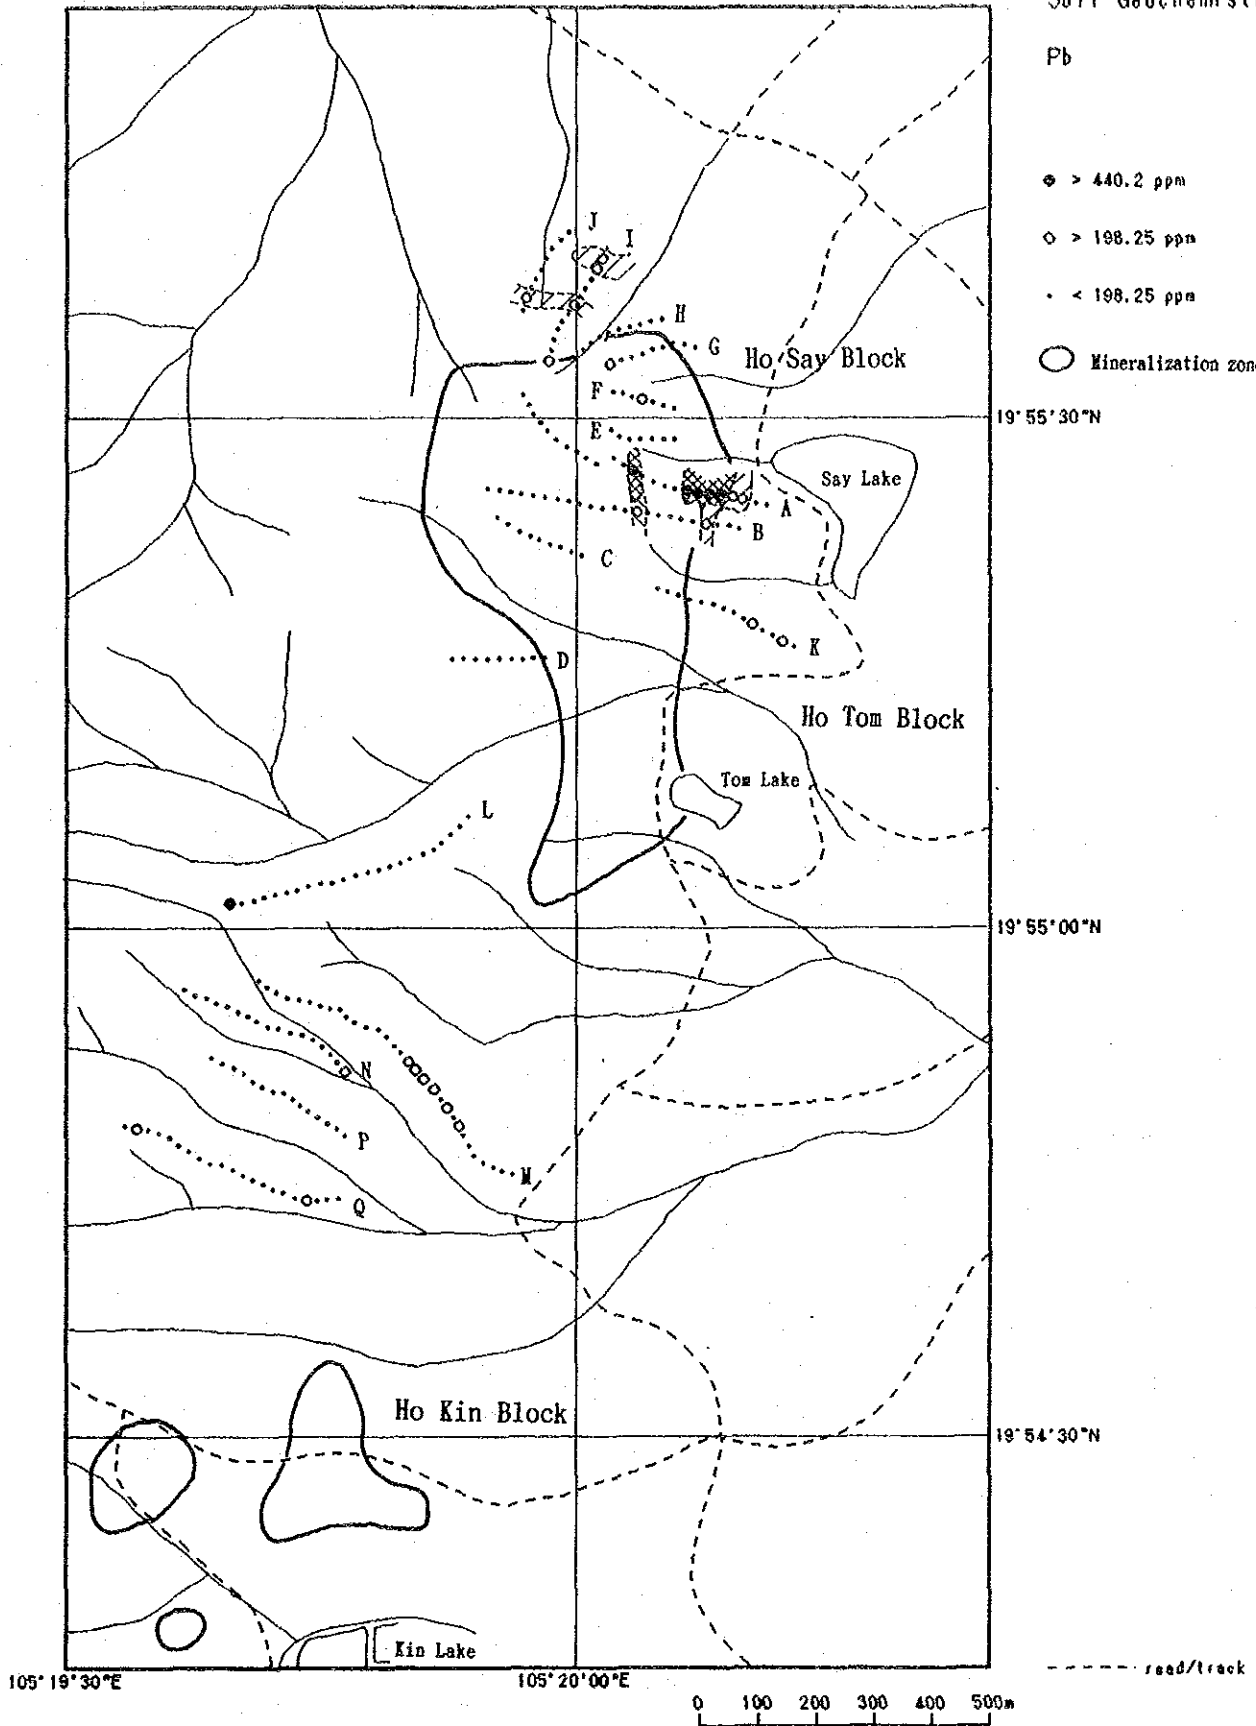 Pb
> 440.2 ppm
> 198.25 ppm
< 198.25 ppm
Mineralization
J
I
H
G
Ho Say Block
F
19°55'30"N
E
Say Lake
A
B
C
K
D
Ho Tom Block
Tom Lake
L
19°55'00"N
N
P
M
Q
Ho Kin Block
19°54'30"N
Kin Lake
road/track
105°19'30"E
105°20'00"E
0 100 200 300 400 500m